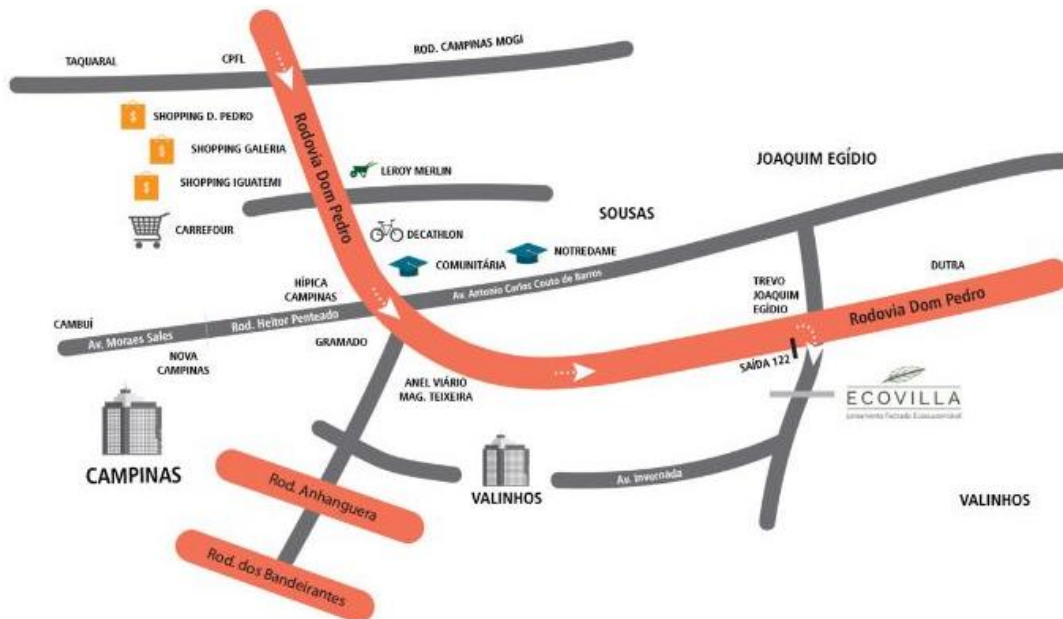 TAQUARAL
CPFL
ROD. CAMPINAS MOGI
SHOPPING D. PEDRO
SHOPPING GALERIA
SHOPPING IGUATEMI
CARREFOUR
Rodovia Dom Pedro
LEROY MERLIN
DECATHLON
COMUNITÁRIA
NOTREDAME
SOUSAS
JOAQUIM EGÍDIO
HÍPICA
CAMPINAS
Av. Antonio Carlos Couto de Barros
CAMBUÍ
Av. Moraes Sales
Rod. Heitor Penteado
NOVA
CAMPINAS
GRAMADO
ANEL VIÁRIO
MAG. TEIXEIRA
TREVO
JOAQUIM
EGÍDIO
DUTRA
Rodovia Dom Pedro
SAÍDA 122
ECOVILLA
Loteamento Fechado Ecossustentável
CAMPINAS
Rod. Anhanguera
Rod. dos Bandeirantes
VALINHOS
Av. Invernada
VALINHOS